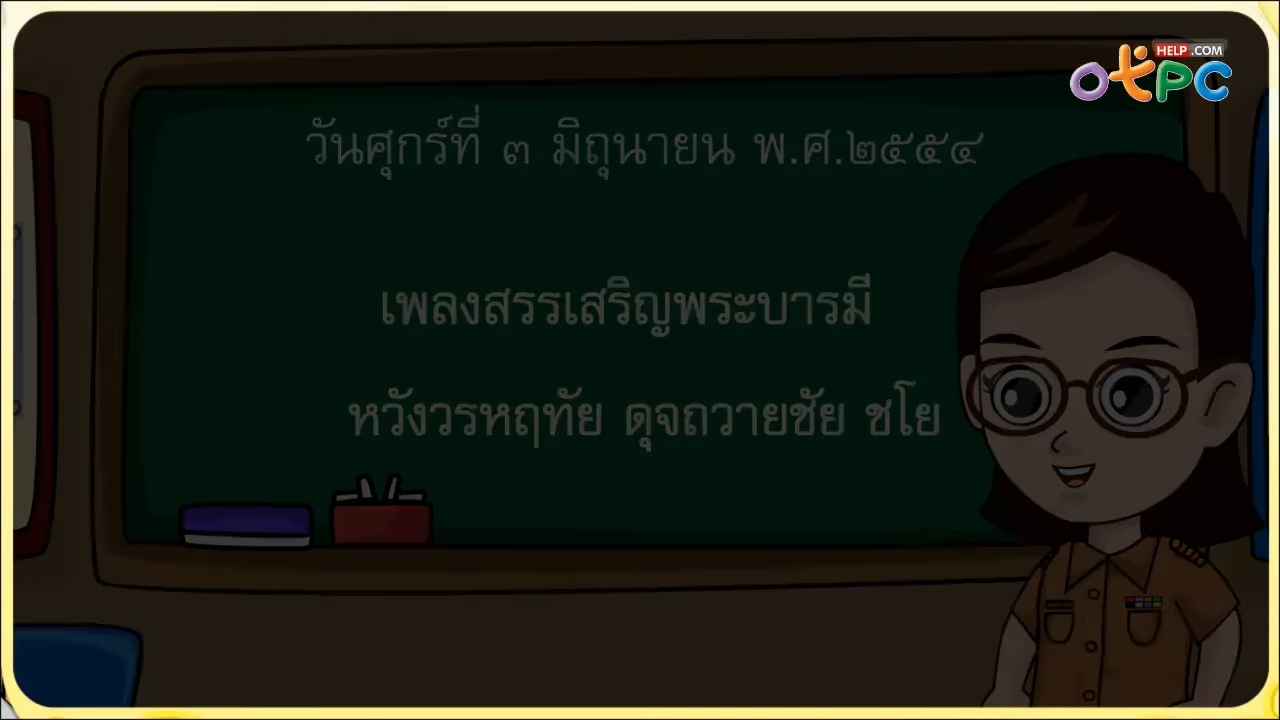 HELP.COM
OTPC
วันศุกร์ที่ ๓ มิถุนายน พ.ศ.๒๕๕๔
เพลงสรรเสริญพระบารมี
หวังวรหฤทัย ดุจถวายชัย ชโย